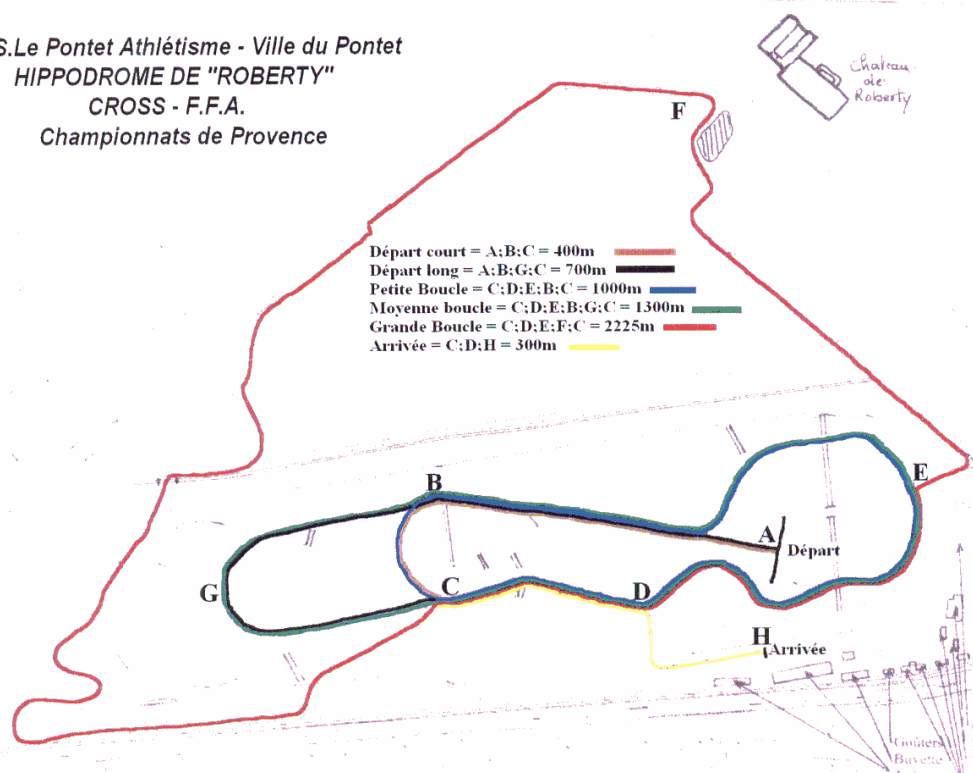 S.Le Pontet Athlétisme - Ville du Pontet
HIPPODROME DE "ROBERTY"
CROSS - F.F.A.
Championnats de Provence
Chateau
de
Roberty
F
Départ court = A;B;C = 400m
Départ long = A;B;G;C = 700m
Petite Boucle = C;D;E;B;C = 1000m
Moyenne boucle = C;D;E;B;G;C = 1300m
Grande Boucle = C;D;E;F;C = 2225m
Arrivée = C;D;H = 300m
E
B
A
Départ
G
C
D
H
Arrivée
Goûters
Buvette